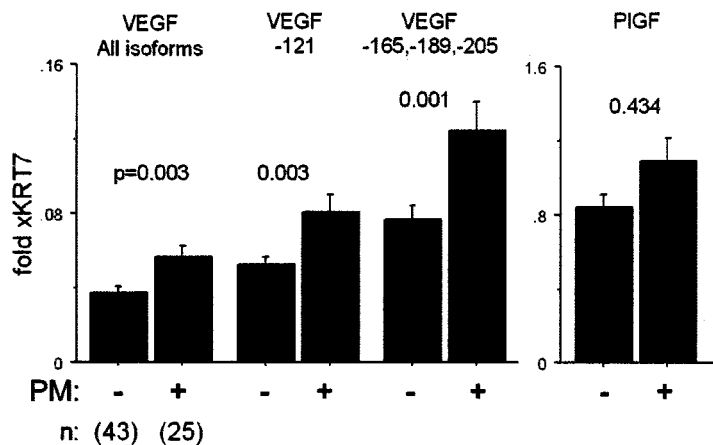 VEGF VEGF VEGF PlGF
All isoforms -121 -165,-189,-205
.16 1.6
0.001 0.434
p=0.003 0.003
fold xKRT7
.08 .8
0 0
PM: - + - + - + - +
n: (43) (25)